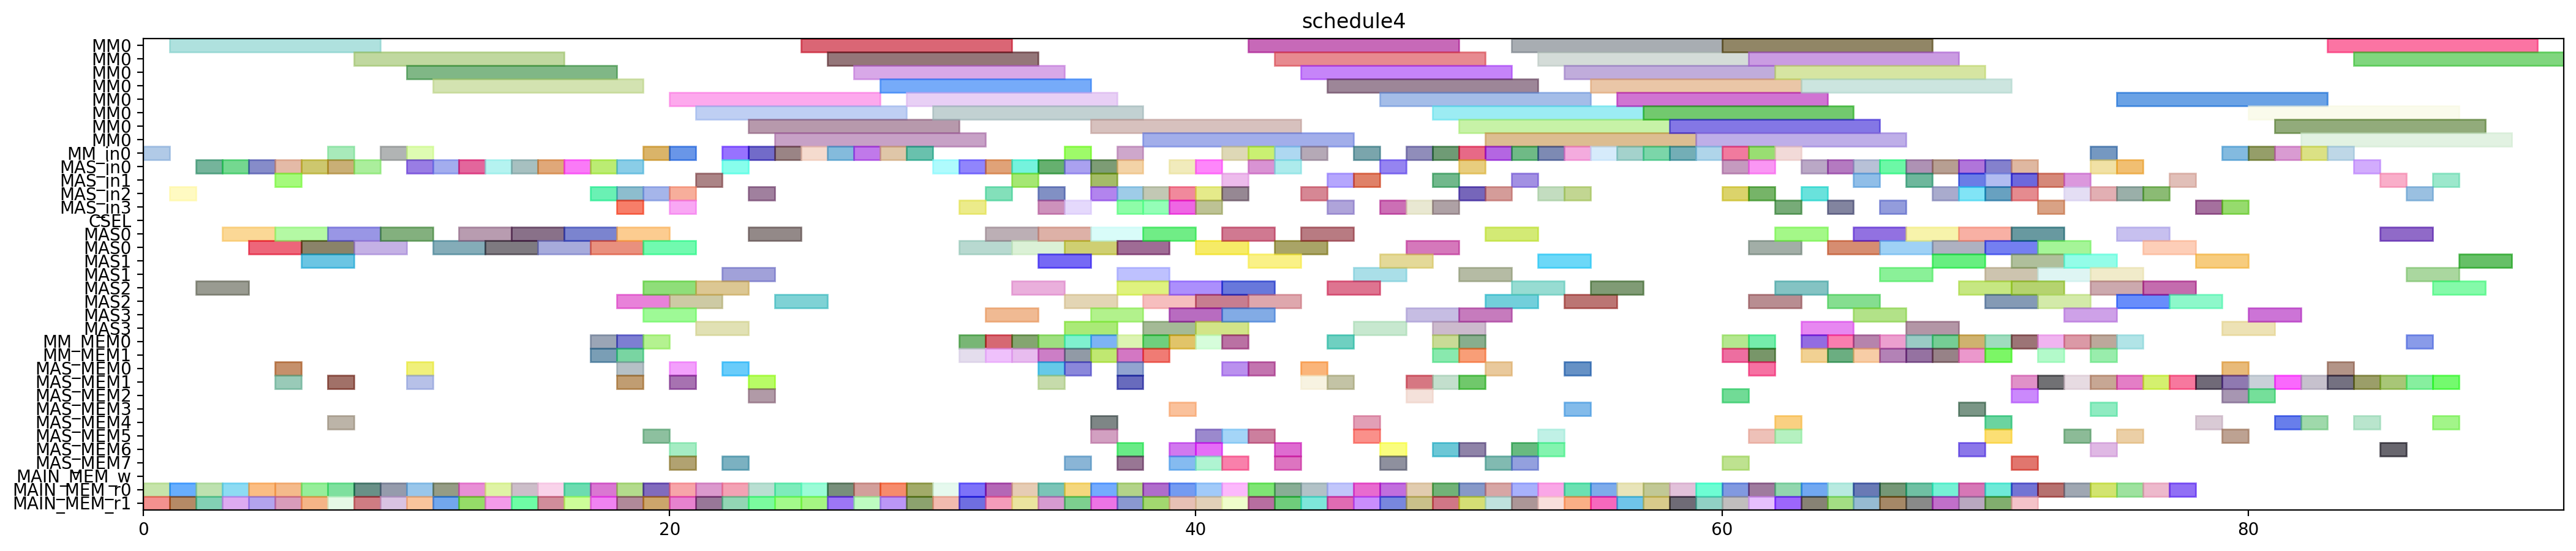 schedule4
MM0
MM0
MM0
MM0
MM0
MM0
MM0
MM0
MM_in0
MAS_in0
MAS_in1
MAS_in2
MAS_in3
CSEL
MAS0
MAS0
MAS1
MAS1
MAS2
MAS2
MAS3
MAS3
MM_MEM0
MM_MEM1
MAS_MEM0
MAS_MEM1
MAS_MEM2
MAS_MEM3
MAS_MEM4
MAS_MEM5
MAS_MEM6
MAS_MEM7
MAIN_MEM_w
MAIN_MEM_r0
MAIN_MEM_r1
0 20 40 60 80